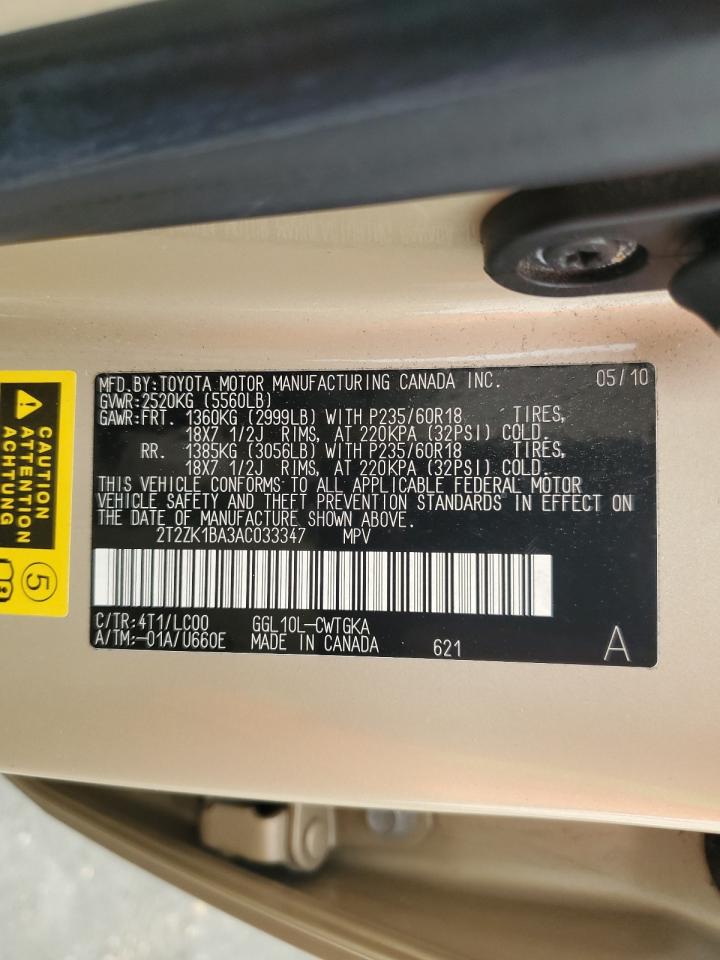 MFD.BY:TOYOTA MOTOR MANUFACTURING CANADA INC. 05/10
GVWR:2520KG (5560LB)
GAWR:FRT. 1360KG (2999LB) WITH P235/60R18 TIRES,
18X7 1/2J RIMS, AT 220KPA (32PSI) COLD.
RR. 1385KG (3056LB) WITH P235/60R18 TIRES,
18X7 1/2J RIMS, AT 220KPA (32PSI) COLD.
THIS VEHICLE CONFORMS TO ALL APPLICABLE FEDERAL MOTOR
VEHICLE SAFETY AND THEFT PREVENTION STANDARDS IN EFFECT ON
THE DATE OF MANUFACTURE SHOWN ABOVE.
2T2ZK1BA3AC033347 MPV
C/TR:4T1/LC00 GGL10L-CWTGKA
A/TM:-01A/U660E MADE IN CANADA 621 A
CAUTION
ATTENTION
ACHTUNG
5